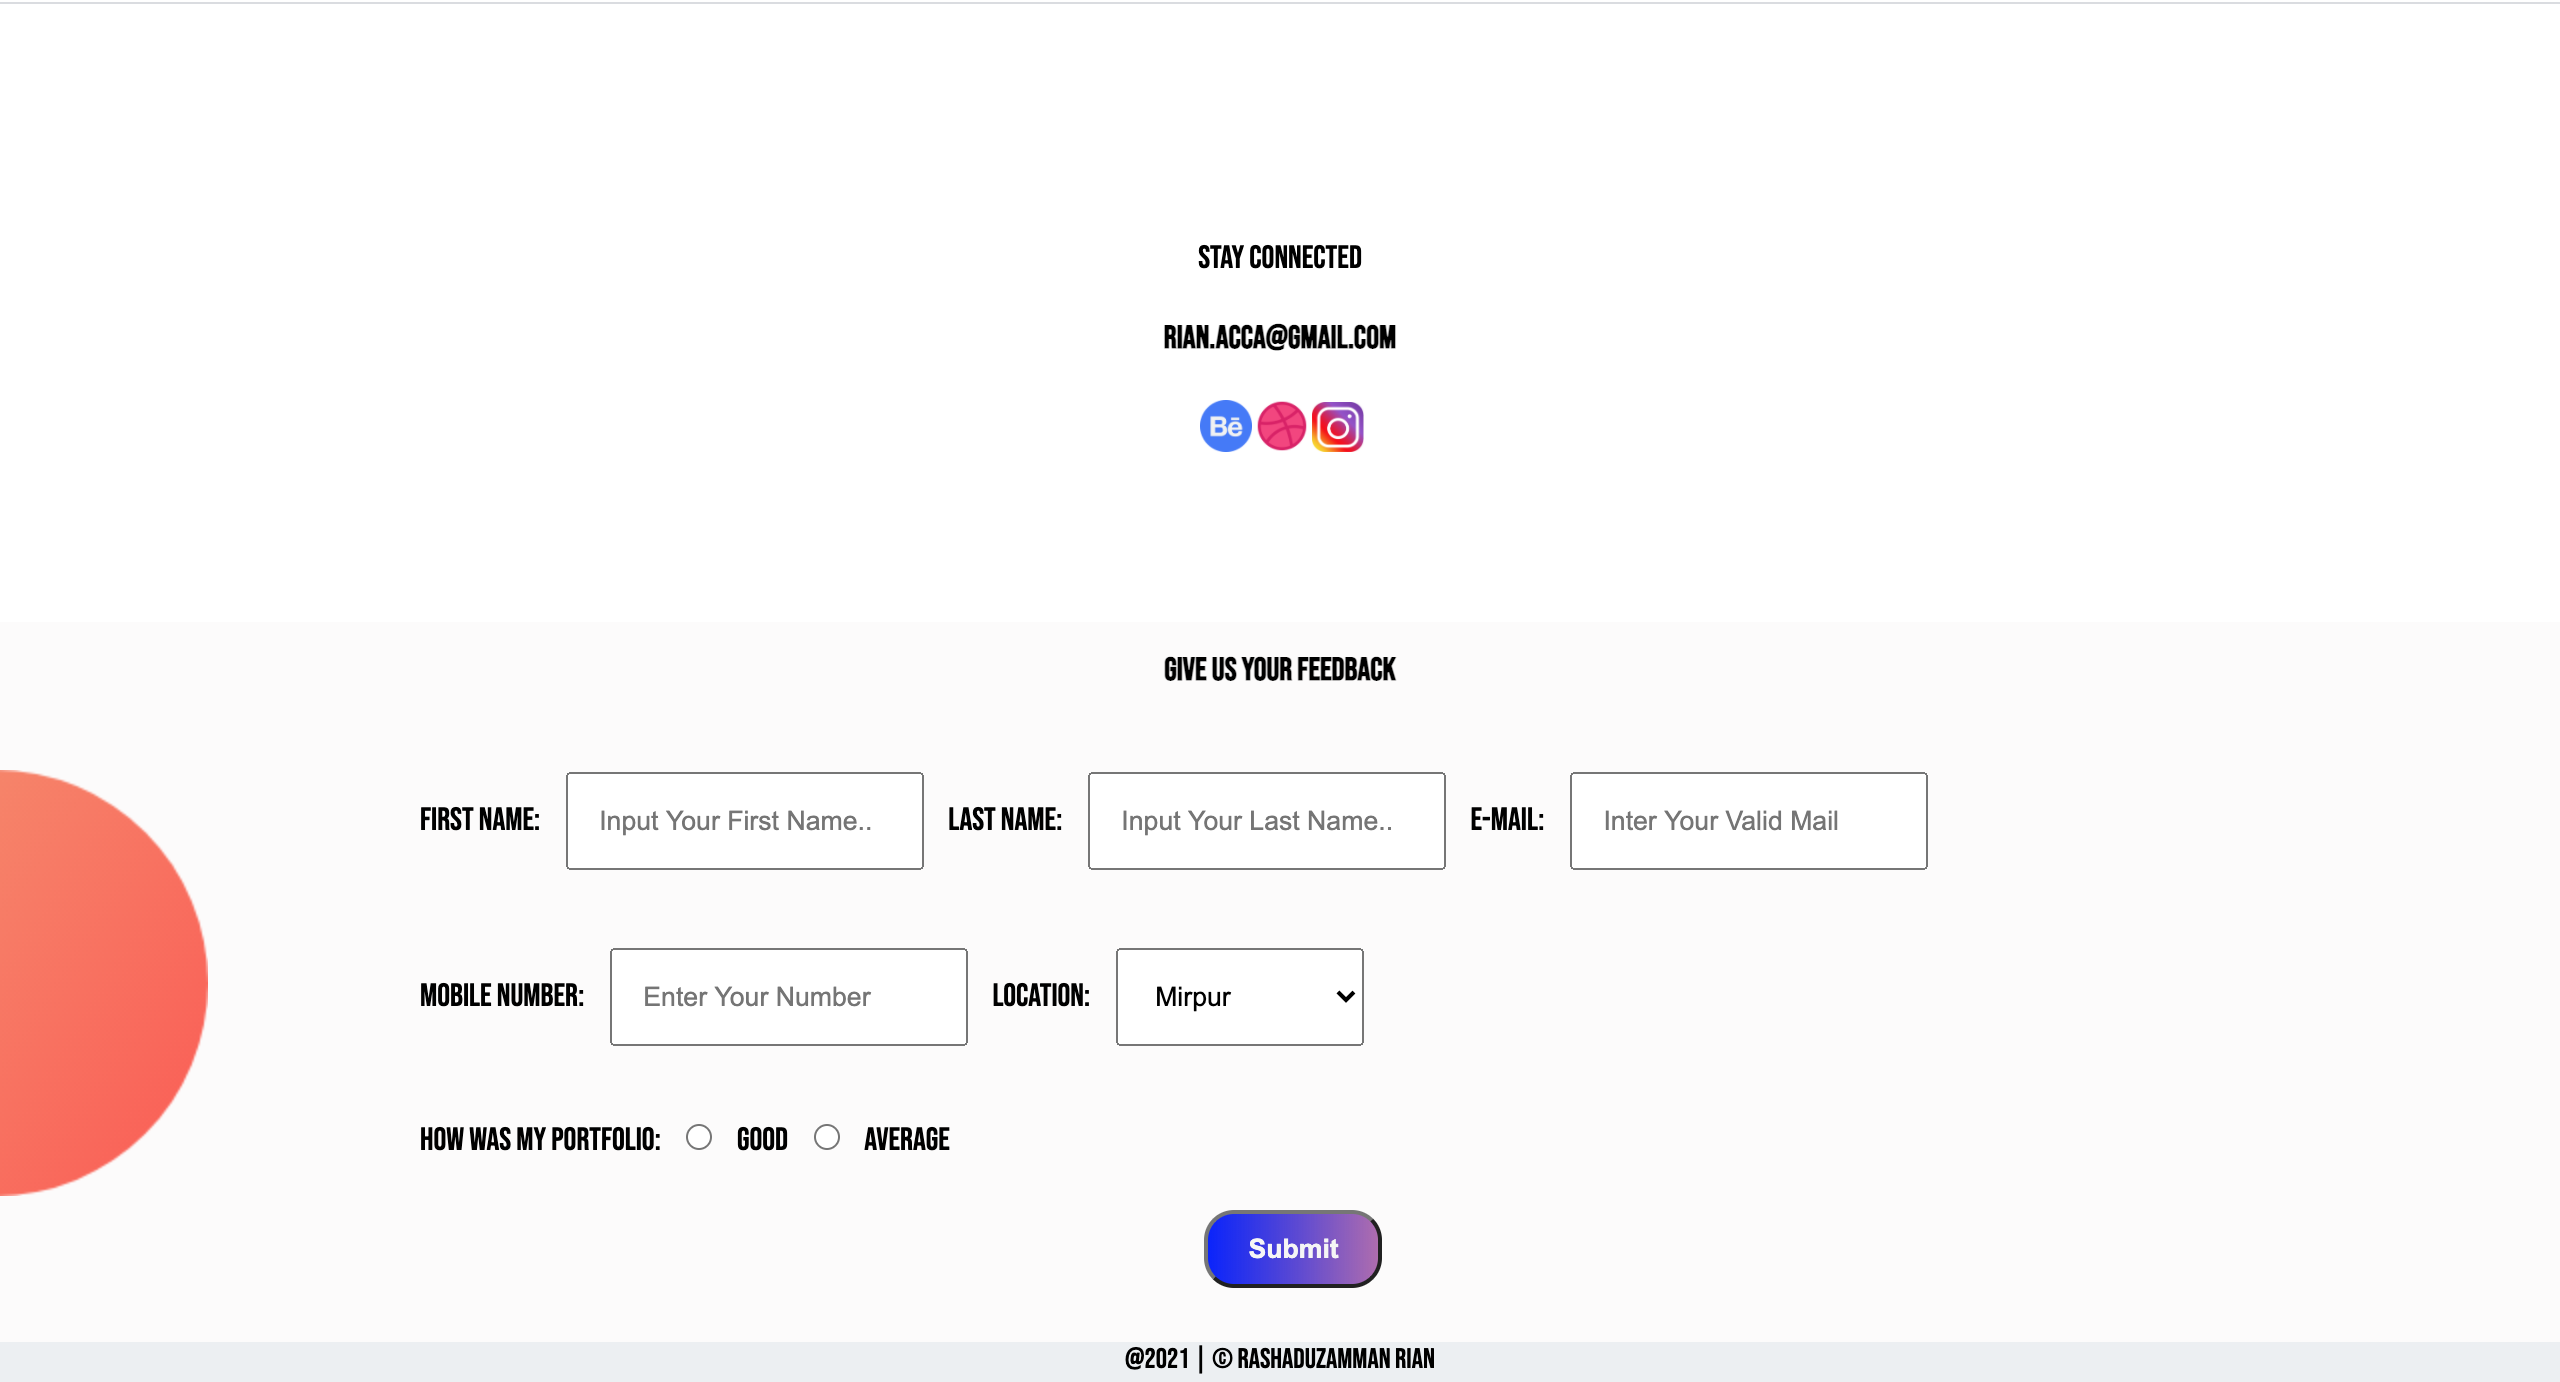 STAY CONNECTED
RIAN.ACCA@GMAIL.COM
Bē
GIVE US YOUR FEEDBACK
FIRST NAME: Input Your First Name.. LAST NAME: Input Your Last Name.. E-MAIL: Inter Your Valid Mail
MOBILE NUMBER: Enter Your Number LOCATION: Mirpur
HOW WAS MY PORTFOLIO: GOOD AVERAGE
Submit
@2021 | © RASHADUZAMMAN RIAN